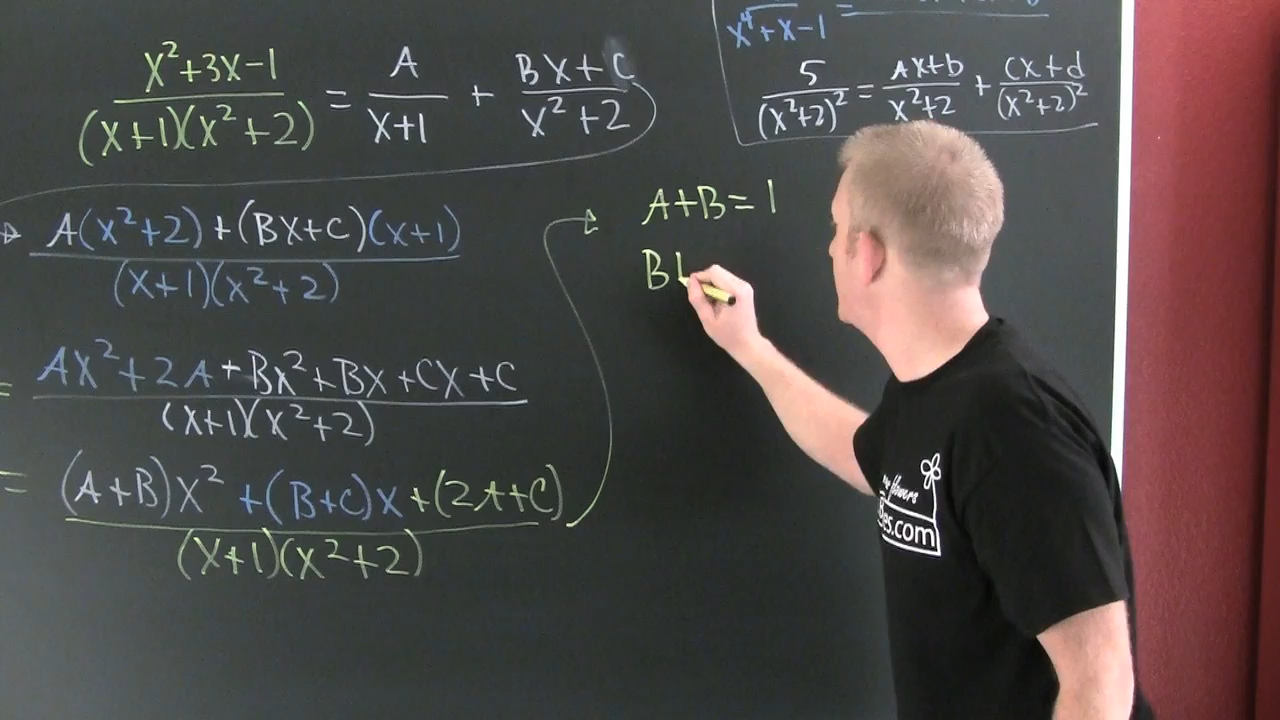 x²+3x-1 / (x+1)(x²+2) = A / x+1 + Bx+C / x²+2
A(x²+2)+(Bx+C)(x+1) / (x+1)(x²+2)
= Ax²+2A+Bx²+Bx+Cx+C / (x+1)(x²+2)
= (A+B)x²+(B+C)x+(2A+C) / (x+1)(x²+2)
x⁴+x-1 =
5 / (x²+2)² = Ax+b / x²+2 + Cx+d / (x²+2)²
A+B=1
B
flowers
Bes.com